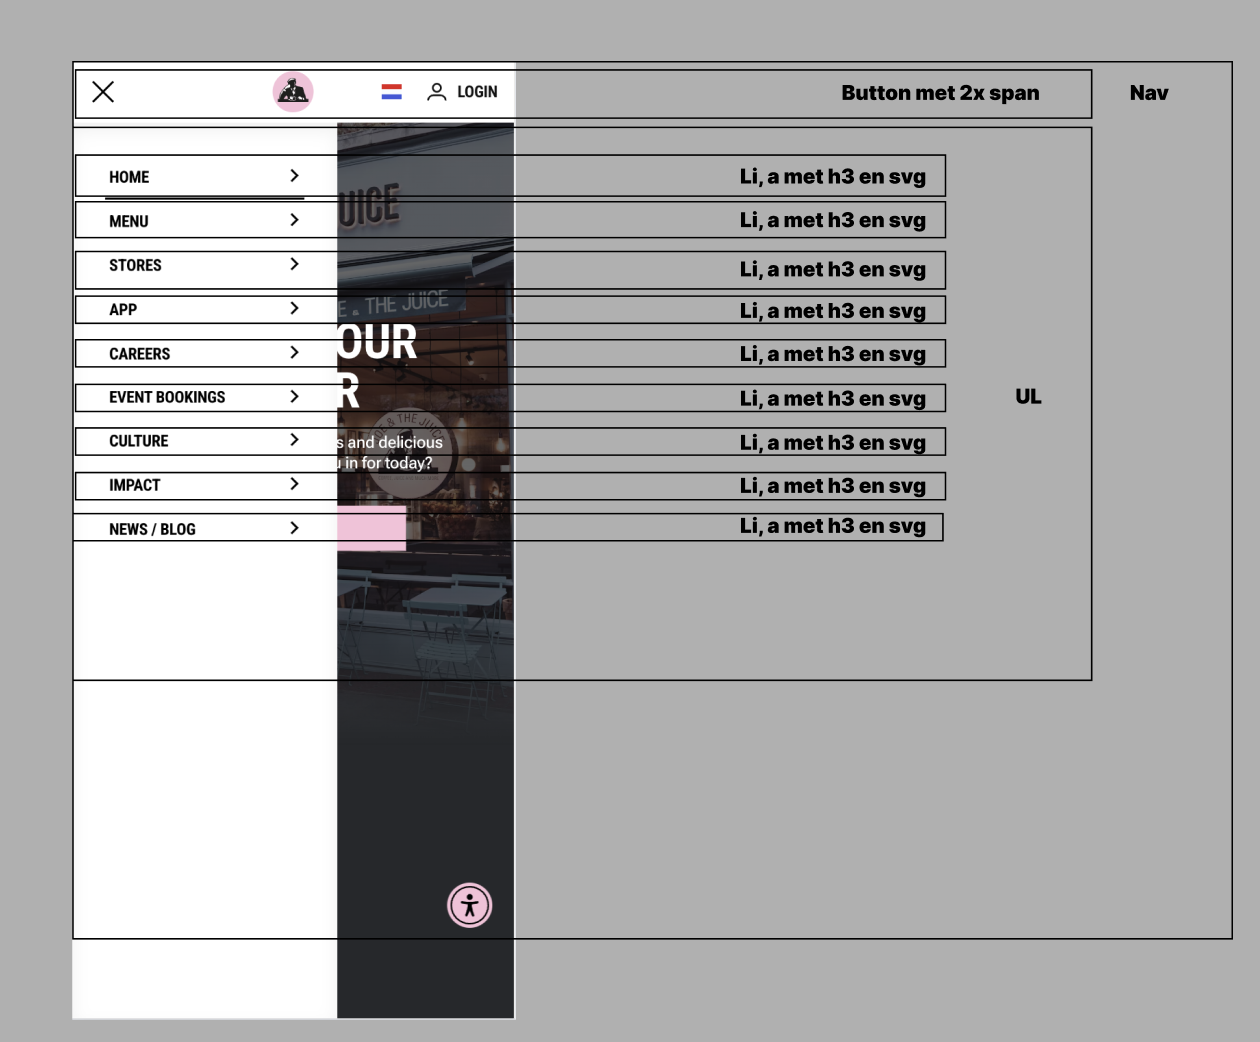 LOGIN
Button met 2x span
Nav
HOME
Li, a met h3 en svg
UICE
MENU
Li, a met h3 en svg
STORES
Li, a met h3 en svg
APP
E & THE JUICE
Li, a met h3 en svg
OUR
CAREERS
Li, a met h3 en svg
R
EVENT BOOKINGS
Li, a met h3 en svg
UL
OE & THE JUICE
CULTURE
s and delicious
Li, a met h3 en svg
u in for today?
IMPACT
Li, a met h3 en svg
NEWS / BLOG
Li, a met h3 en svg